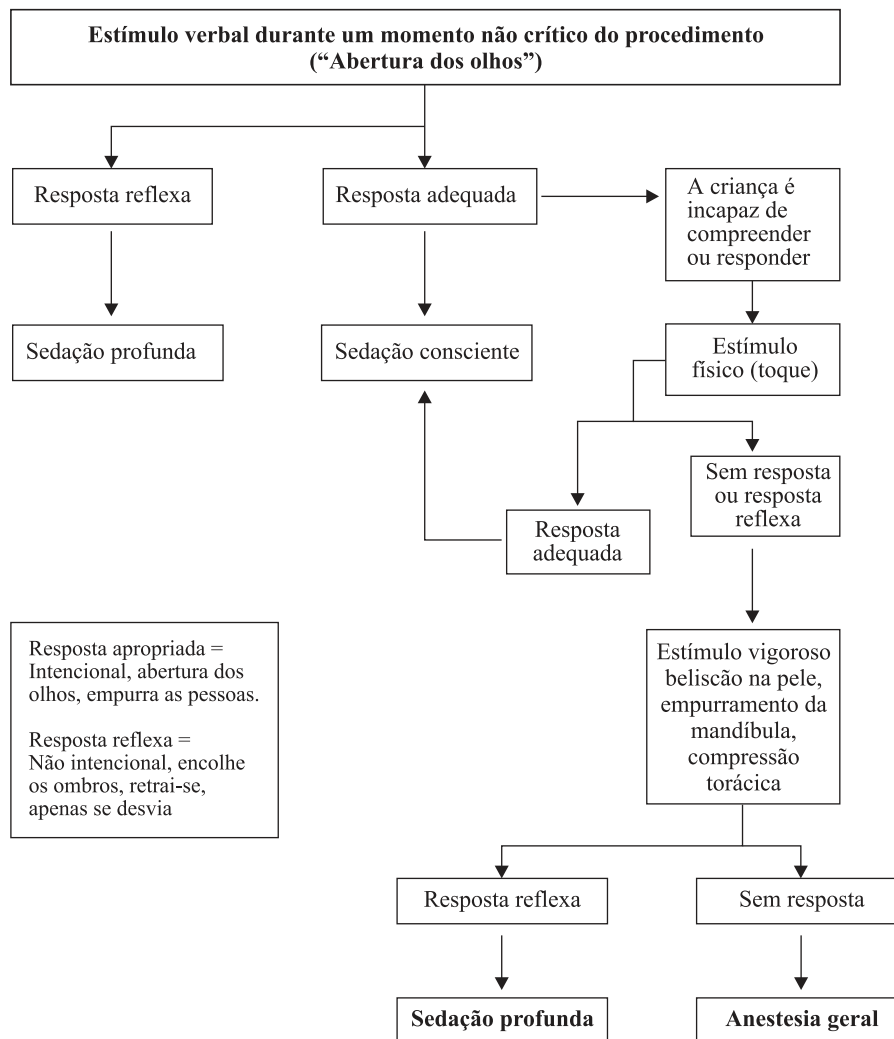 Estímulo verbal durante um momento não crítico do procedimento
(“Abertura dos olhos”)
Resposta reflexa
Resposta adequada
A criança é
incapaz de
compreender
ou responder
Sedação profunda
Sedação consciente
Estímulo
físico (toque)
Sem resposta
ou resposta
reflexa
Resposta
adequada
Resposta apropriada =
Intencional, abertura dos
olhos, empurra as pessoas.
Resposta reflexa =
Não intencional, encolhe
os ombros, retrai-se,
apenas se desvia
Estímulo vigoroso
beliscão na pele,
empurramento da
mandíbula,
compressão
torácica
Resposta reflexa
Sem resposta
Sedação profunda
Anestesia geral